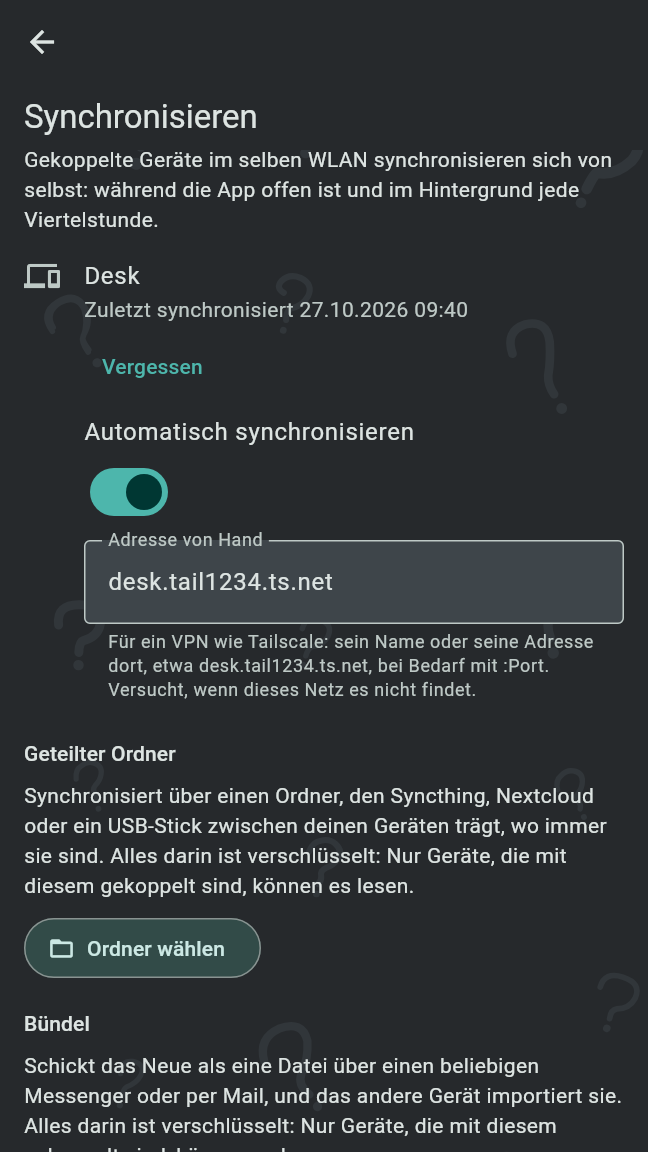 Synchronisieren
Gekoppelte Geräte im selben WLAN synchronisieren sich von
selbst: während die App offen ist und im Hintergrund jede
Viertelstunde.
Desk
Zuletzt synchronisiert 27.10.2026 09:40
Vergessen
Automatisch synchronisieren
Adresse von Hand
desk.tail1234.ts.net
Für ein VPN wie Tailscale: sein Name oder seine Adresse
dort, etwa desk.tail1234.ts.net, bei Bedarf mit :Port.
Versucht, wenn dieses Netz es nicht findet.
Geteilter Ordner
Synchronisiert über einen Ordner, den Syncthing, Nextcloud
oder ein USB-Stick zwischen deinen Geräten trägt, wo immer
sie sind. Alles darin ist verschlüsselt: Nur Geräte, die mit
diesem gekoppelt sind, können es lesen.
Ordner wählen
Bündel
Schickt das Neue als eine Datei über einen beliebigen
Messenger oder per Mail, und das andere Gerät importiert sie.
Alles darin ist verschlüsselt: Nur Geräte, die mit diesem